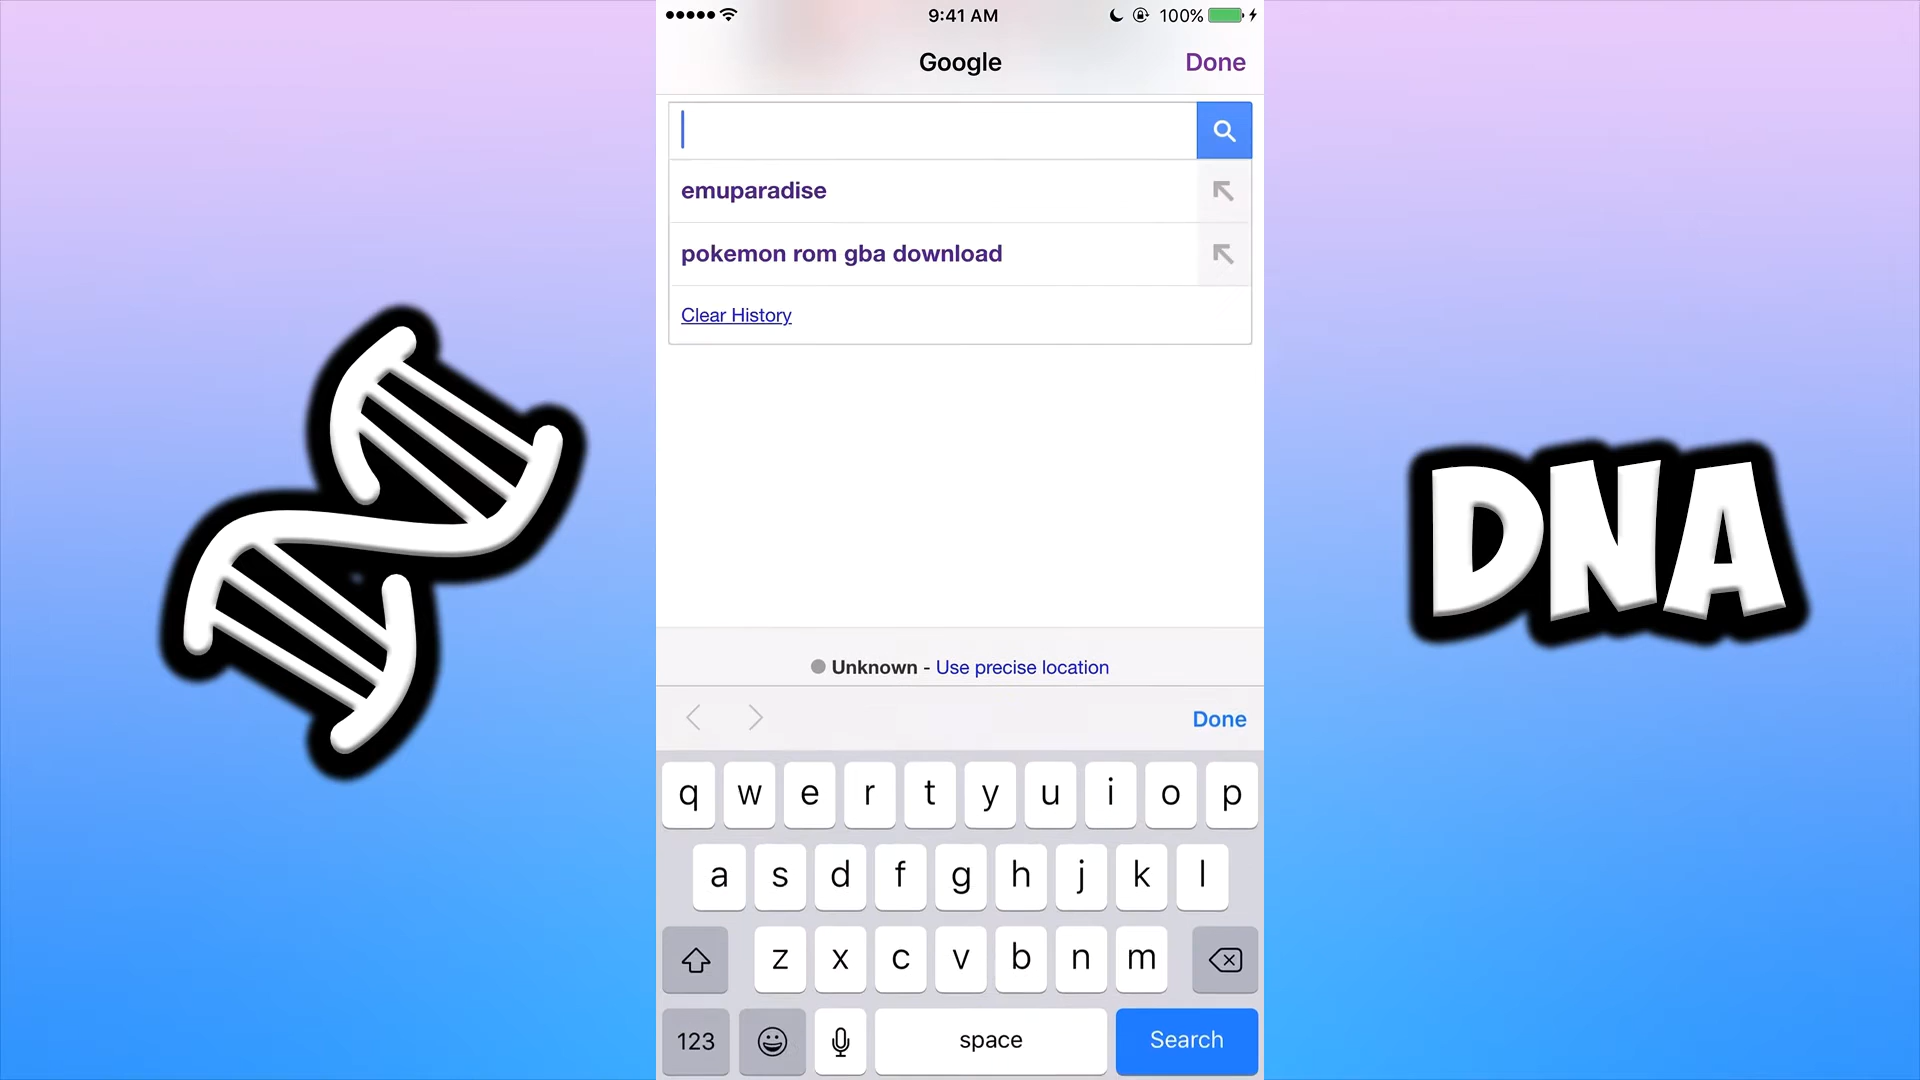 9:41 AM 100%
Google
Done
emuparadise
pokemon rom gba download
Clear History
DNA
Unknown - Use precise location
Done
q w e r t y u i o p
a s d f g h j k l
z x c v b n m
123 space Search